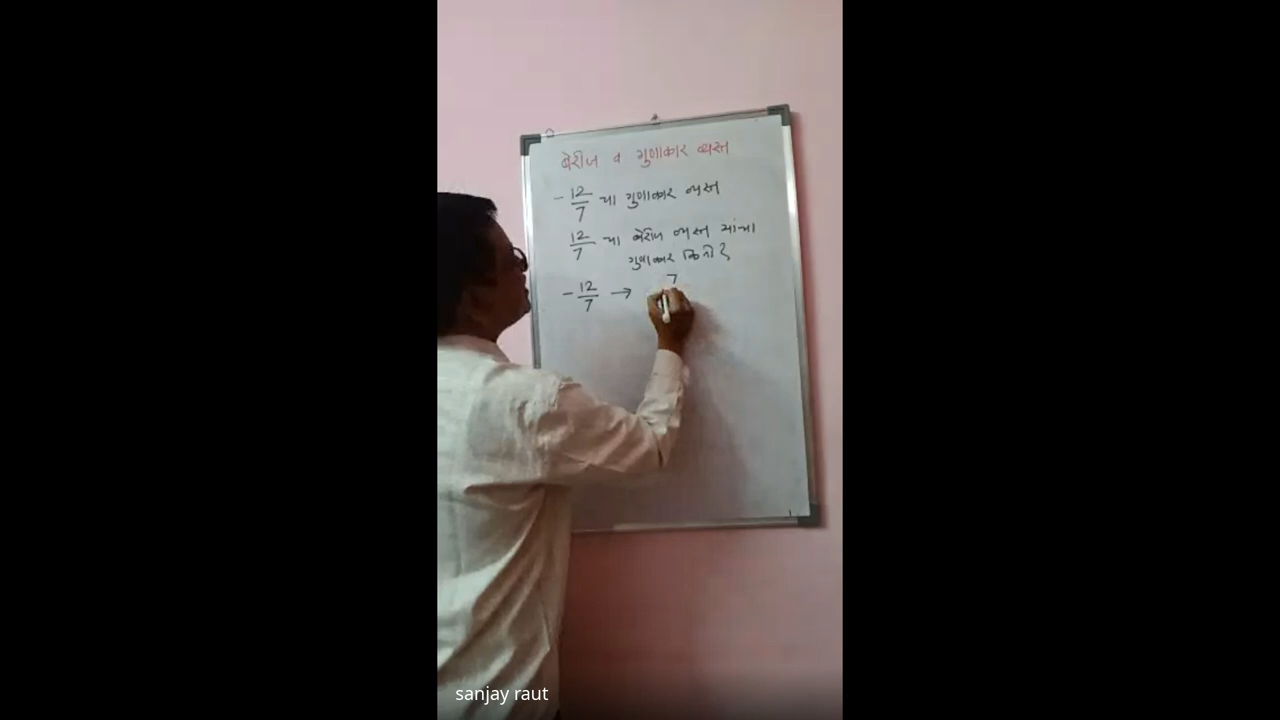 बेरीज व गुणाकार व्यस्त
- 12/7 चा गुणाकार व्यस्त
12/7 चा बेरीज व्यस्त यांचा
गुणाकार किती?
- 12/7 → 7
sanjay raut